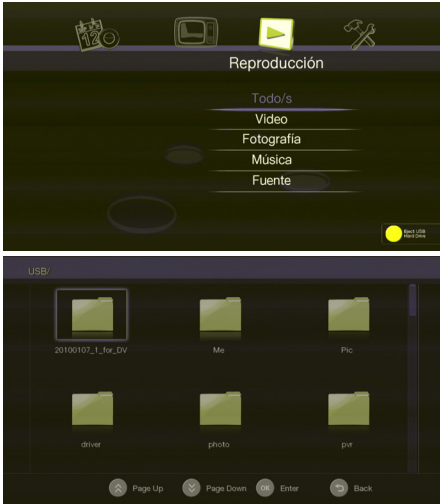 12
Reproducción
Todo/s
Video
Fotografía
Música
Fuente
Eject USB
Hard Drive
USB/
20100107_1_for_DV Me Pic
driver photo pvr
Page Up Page Down OK Enter Back